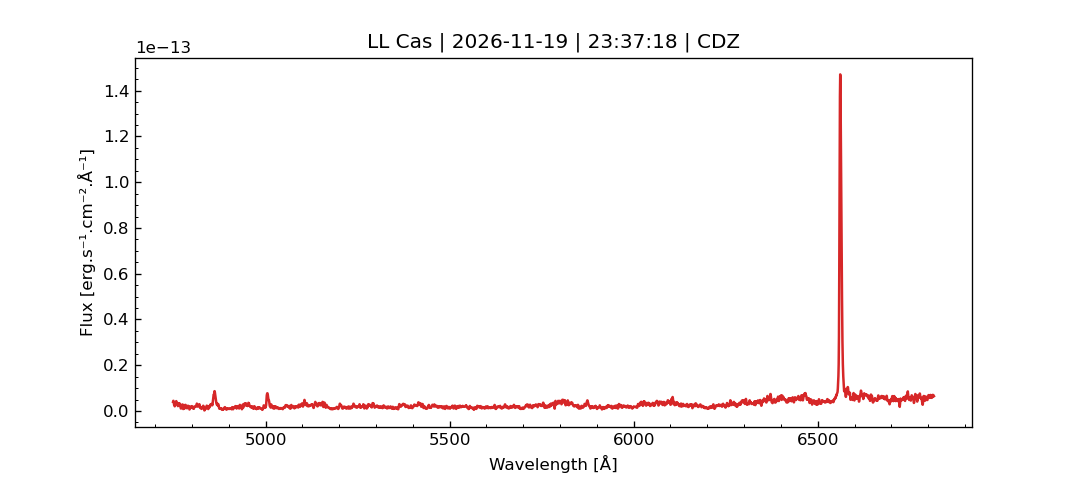 LL Cas | 2026-11-19 | 23:37:18 | CDZ
1e−13
1.4
1.2
1.0
0.8
0.6
0.4
0.2
0.0
Flux [erg.s⁻¹.cm⁻².Å⁻¹]
5000 5500 6000 6500
Wavelength [Å]